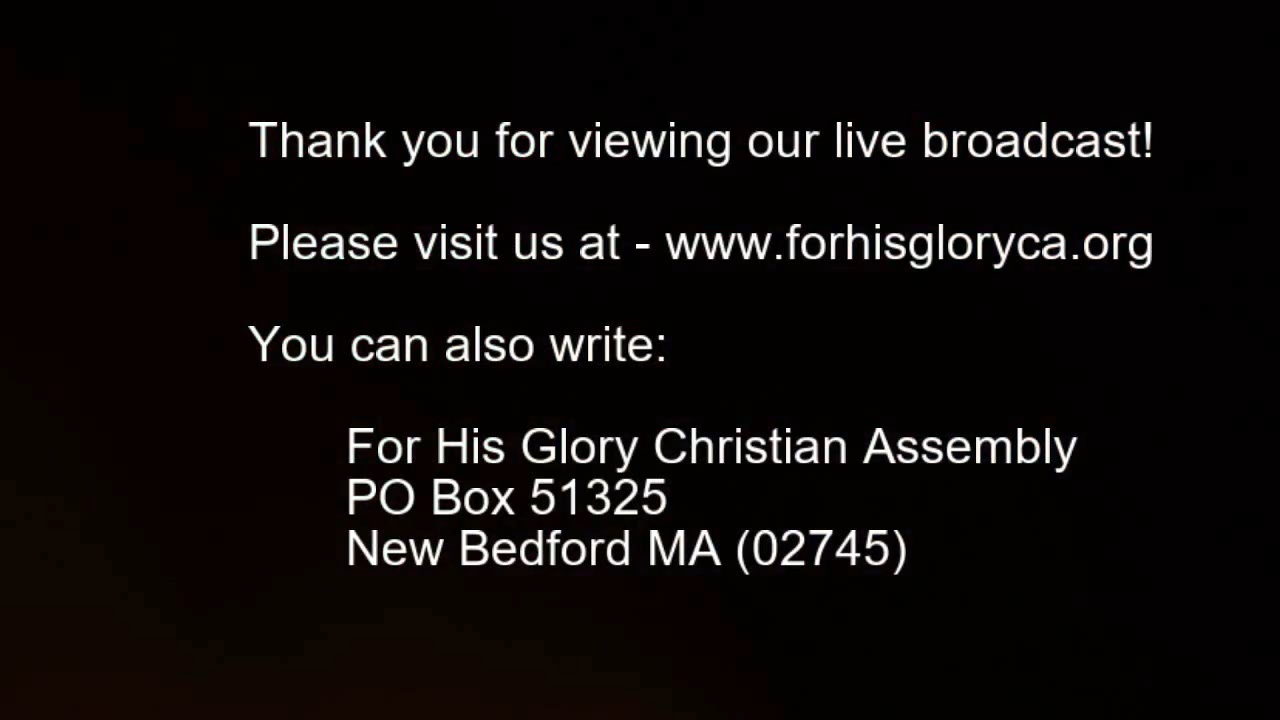 Thank you for viewing our live broadcast!
Please visit us at - www.forhisgloryca.org
You can also write:
For His Glory Christian Assembly
PO Box 51325
New Bedford MA (02745)